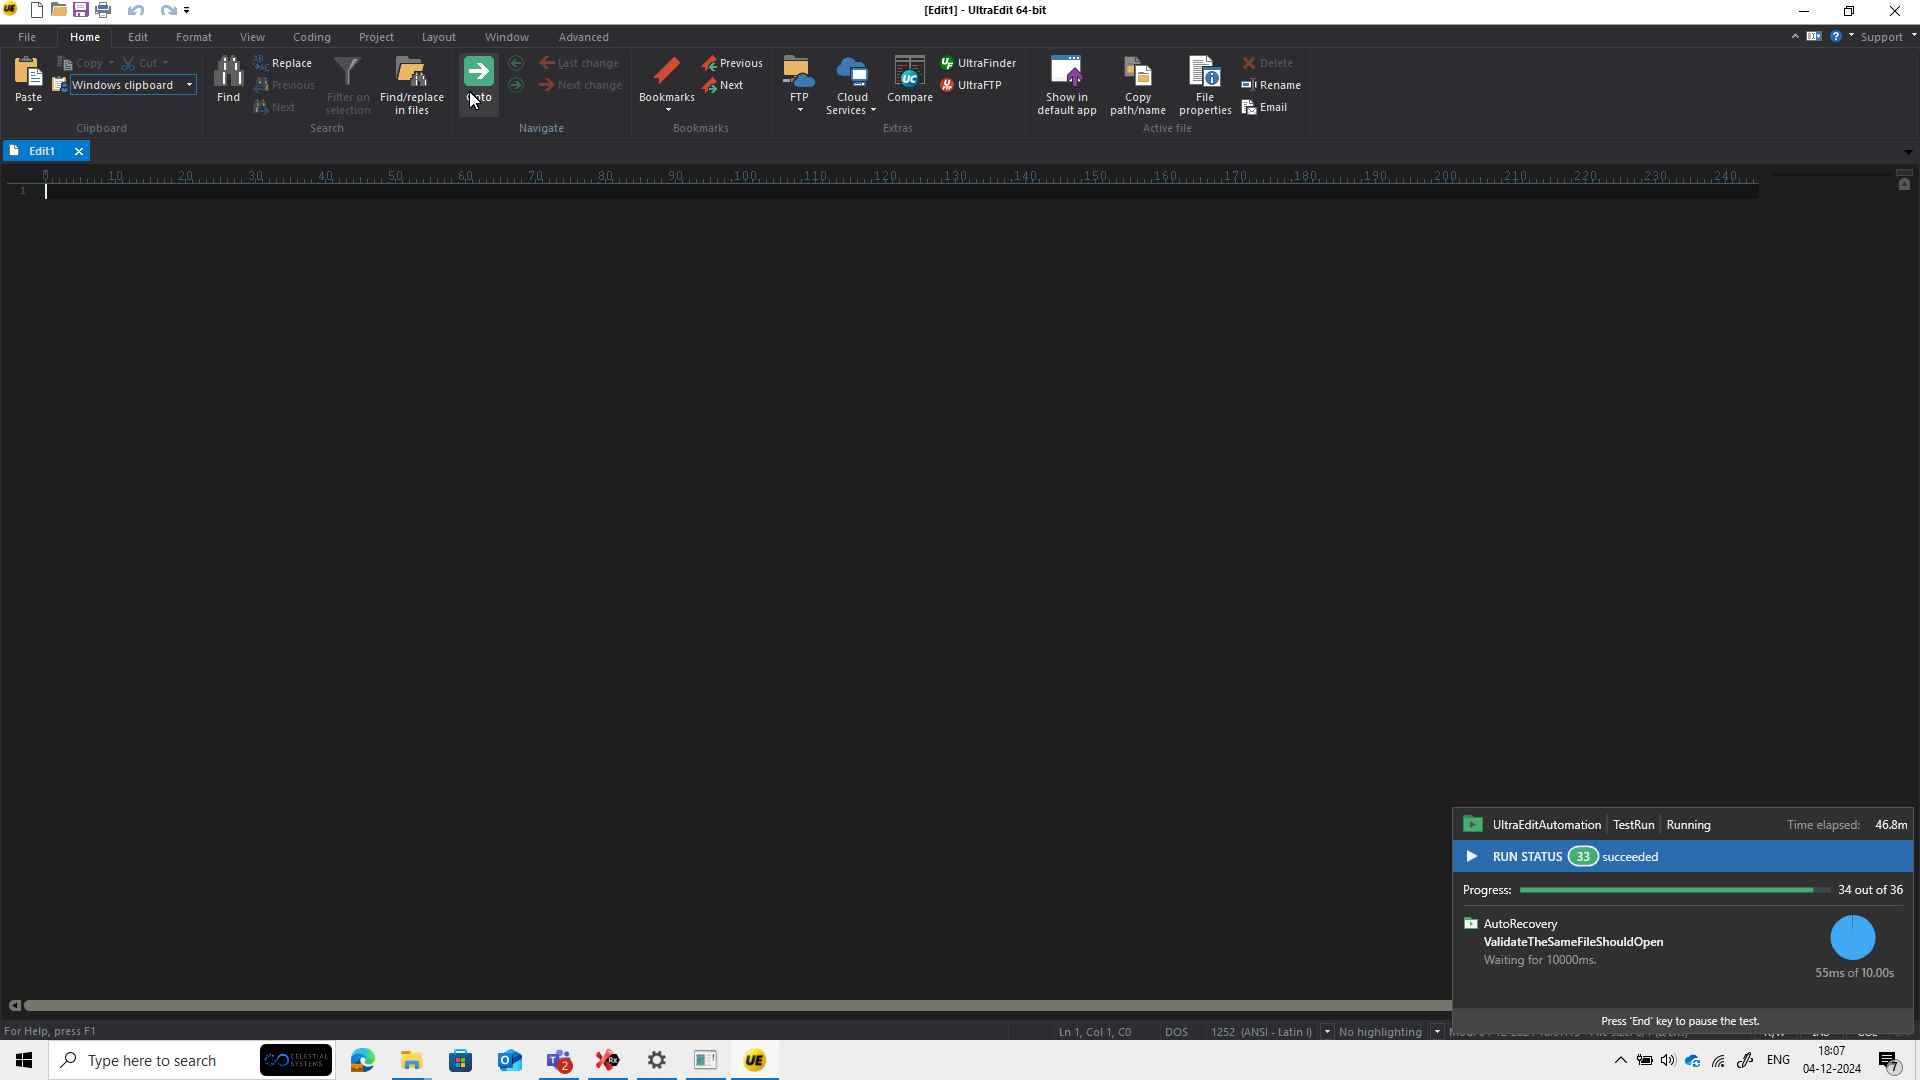 [Edit1] - UltraEdit 64-bit
File Home Edit Format View Coding Project Layout Window Advanced Support
Copy Cut
Windows clipboard
Paste
Clipboard
Find
Replace
Previous
Next
Filter on
selection
Find/replace
in files
Search
Last change
Next change
Navigate
Bookmarks
Previous
Next
Bookmarks
FTP
Cloud
Services
Compare
UltraFinder
UltraFTP
Extras
Show in
default app
Copy
path/name
File
properties
Delete
Rename
Email
Active file
Edit1
0 10 20 30 40 50 60 70 80 90 100 110 120 130 140 150 160 170 180 190 200 210 220 230 240
1
UltraEditAutomation TestRun Running Time elapsed: 46.8m
RUN STATUS 33 succeeded
Progress: 34 out of 36
AutoRecovery
ValidateTheSameFileShouldOpen
Waiting for 10000ms.
55ms of 10.00s
Press 'End' key to pause the test.
For Help, press F1
Ln 1, Col 1, C0 DOS 1252 (ANSI - Latin I) No highlighting
Type here to search
CELESTIAL
SYSTEMS
2
UE
ENG
18:07
04-12-2024
7